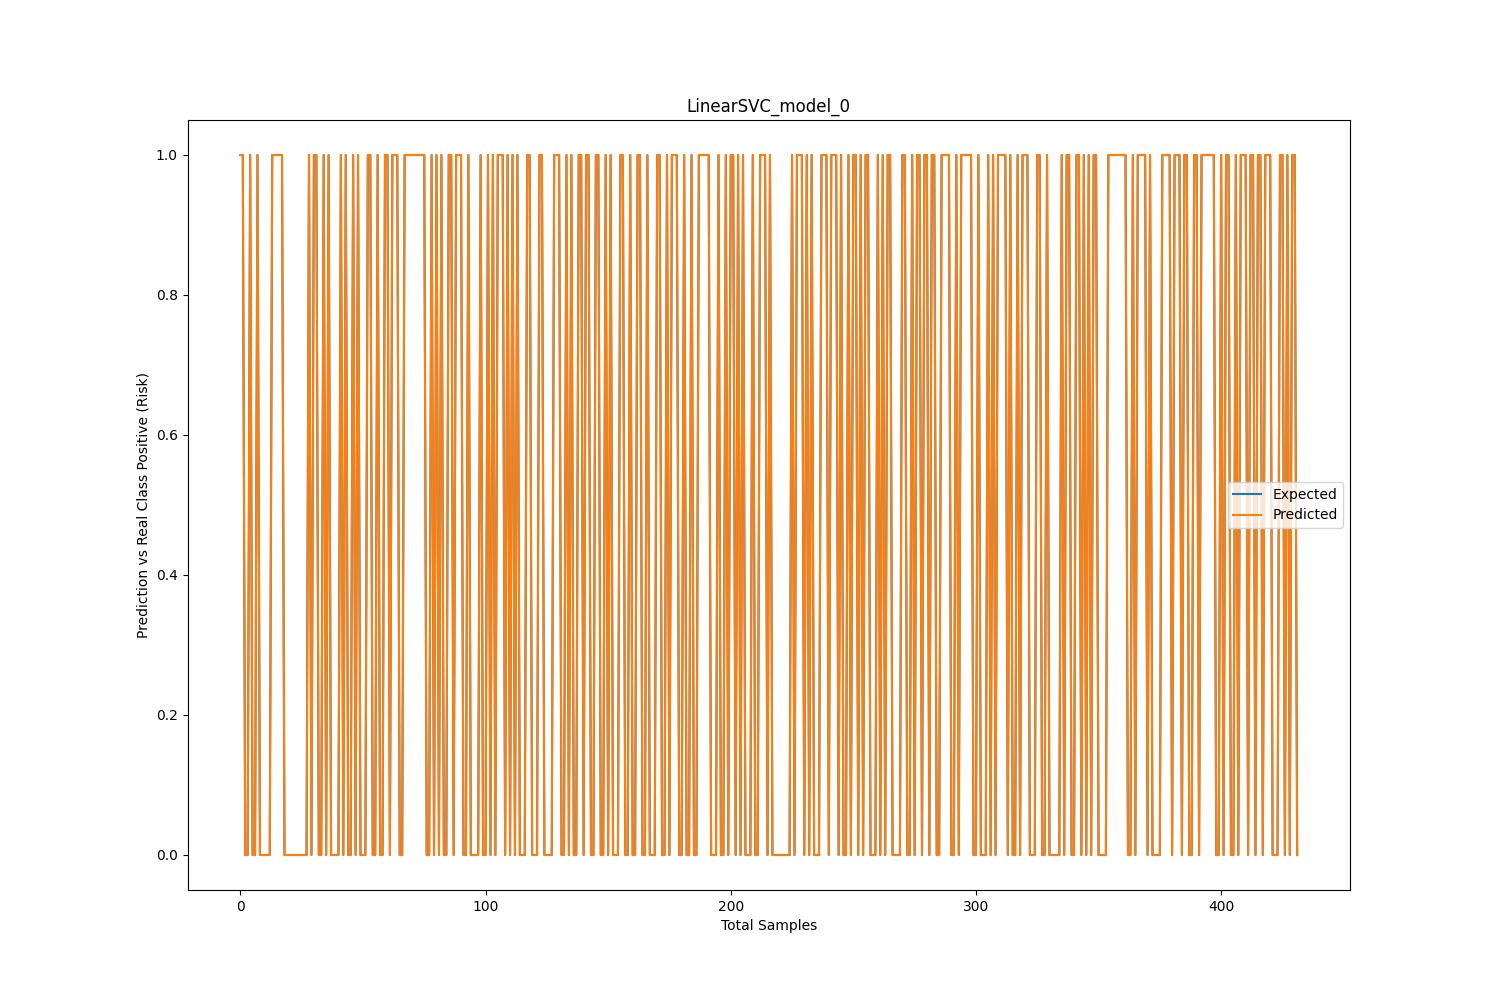 LinearSVC_model_0
Prediction vs Real Class Positive (Risk)
1.0
0.8
0.6
0.4
0.2
0.0
Expected
Predicted
0 100 200 300 400
Total Samples